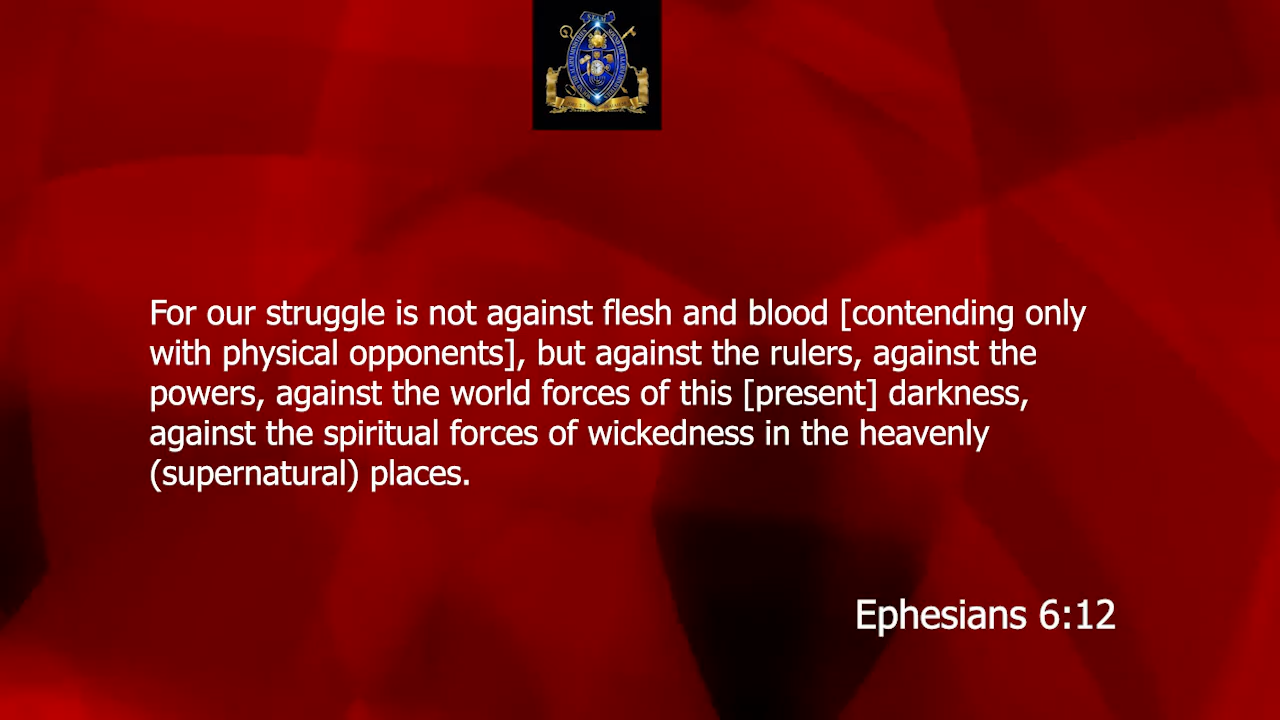 For our struggle is not against flesh and blood [contending only
with physical opponents], but against the rulers, against the
powers, against the world forces of this [present] darkness,
against the spiritual forces of wickedness in the heavenly
(supernatural) places.
Ephesians 6:12